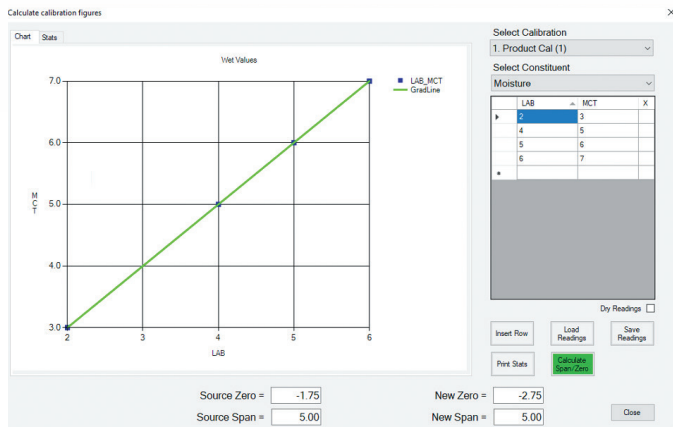 Calculate calibration figures
X
Chart Stats
Wet Values
7.0
6.0
5.0
4.0
3.0
MCT
2 3 4 5 6
LAB
LAB_MCT
GradLine
Select Calibration
1. Product Cal (1)
Select Constituent
Moisture
LAB MCT X
2 3
4 5
5 6
6 7
Dry Readings
Insert Row
Load
Readings
Save
Readings
Print Stats
Calculate
Span/Zero
Source Zero = -1.75
New Zero = -2.75
Source Span = 5.00
New Span = 5.00
Close